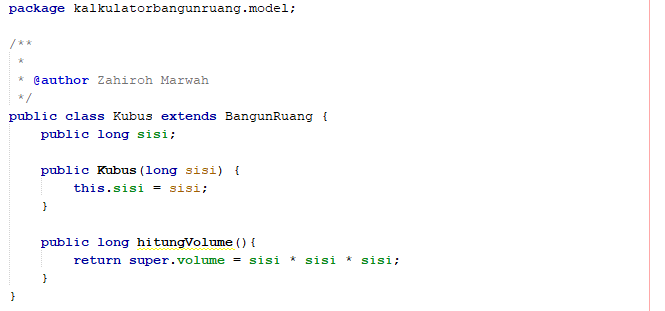 package kalkulatorbangunruang.model;
/**
 *
 * @author Zahiroh Marwah
 */
public class Kubus extends BangunRuang {
    public long sisi;
    public Kubus(long sisi) {
        this.sisi = sisi;
    }
    public long hitungVolume(){
        return super.volume = sisi * sisi * sisi;
    }
}